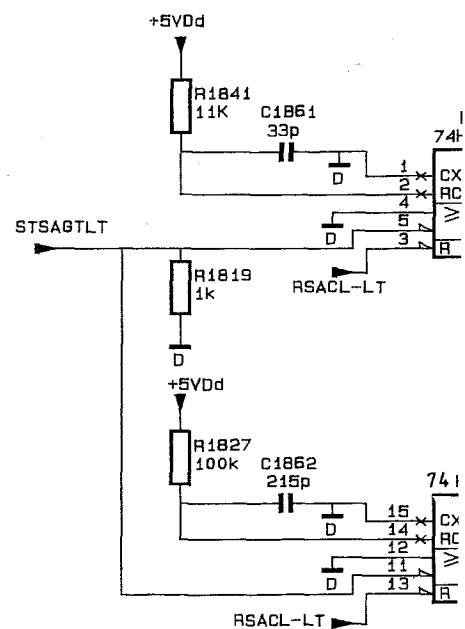 +5VDd
R1841
11K
C1861
33p
74H
D
1
2
4
5
3
CX
RC
≥
R
D
STSAGTLT
R1819
1k
RSACL-LT
D
+5VDd
R1827
100k
C1862
215p
74
D
15
14
12
11
13
CX
RC
≥
R
D
RSACL-LT